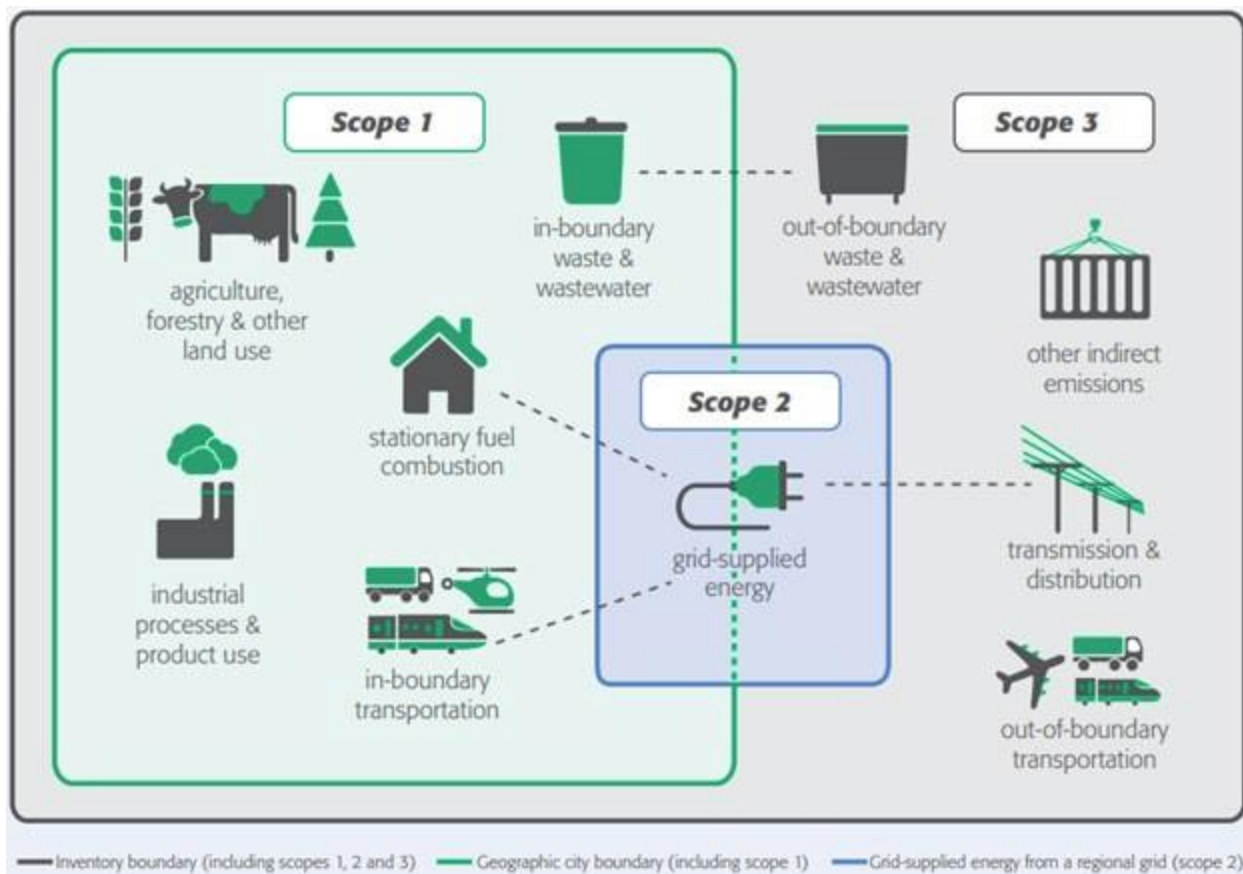 Scope 1
Scope 3
in-boundary
waste &
wastewater
out-of-boundary
waste &
wastewater
agriculture,
forestry & other
land use
other indirect
emissions
Scope 2
stationary fuel
combustion
grid-supplied
energy
transmission &
distribution
industrial
processes &
product use
in-boundary
transportation
out-of-boundary
transportation
Inventory boundary (including scopes 1, 2 and 3) Geographic city boundary (including scope 1) Grid-supplied energy from a regional grid (scope 2)